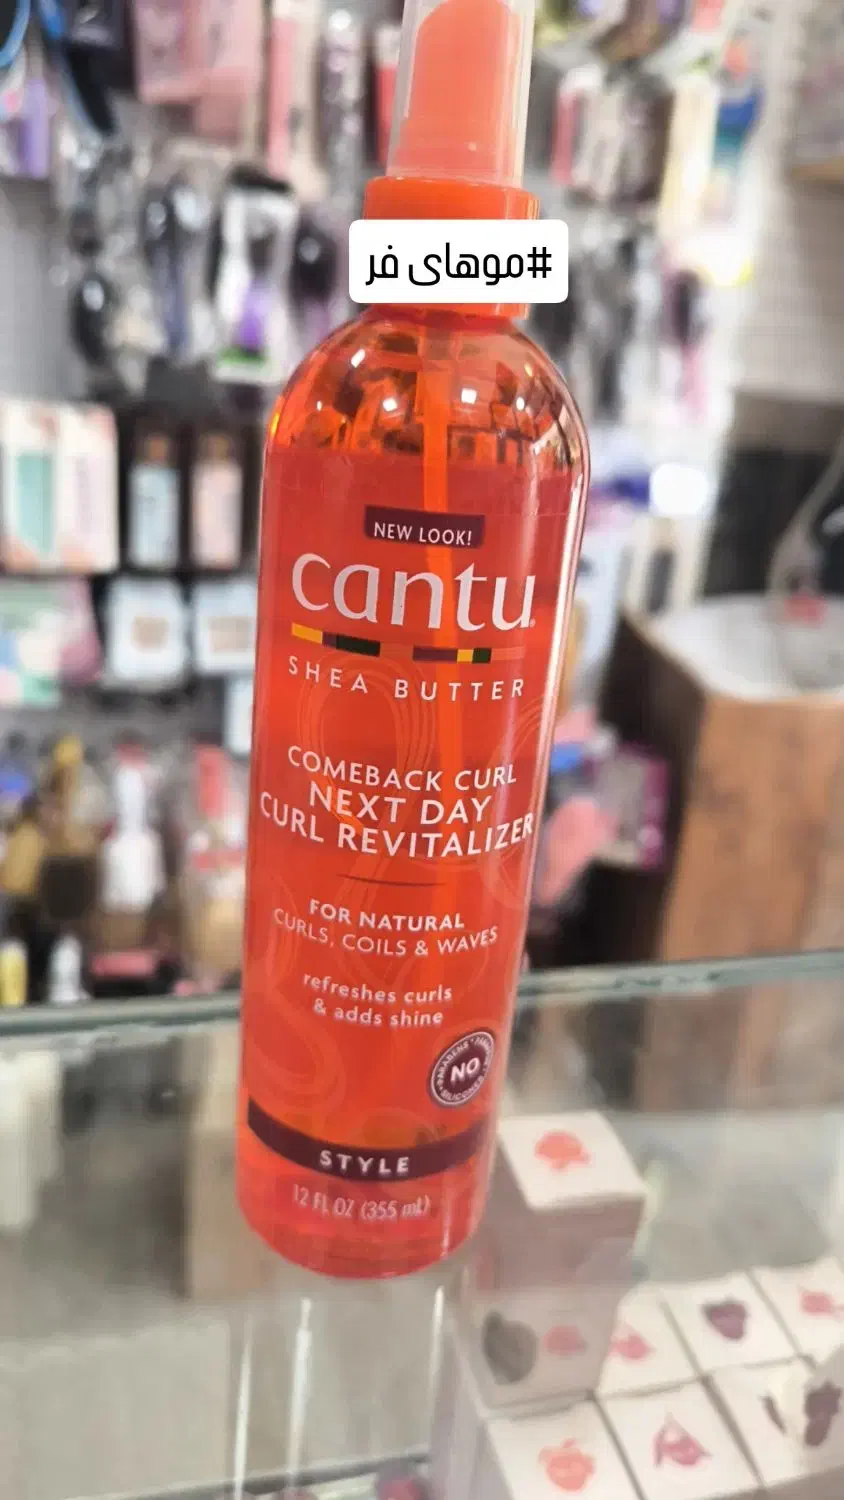 #موهای فر
NEW LOOK!
cantu
SHEA BUTTER
COMEBACK CURL
NEXT DAY
CURL REVITALIZER
FOR NATURAL
CURLS, COILS & WAVES
refreshes curls
& adds shine
NO
STYLE
12 FL OZ (355 mL)